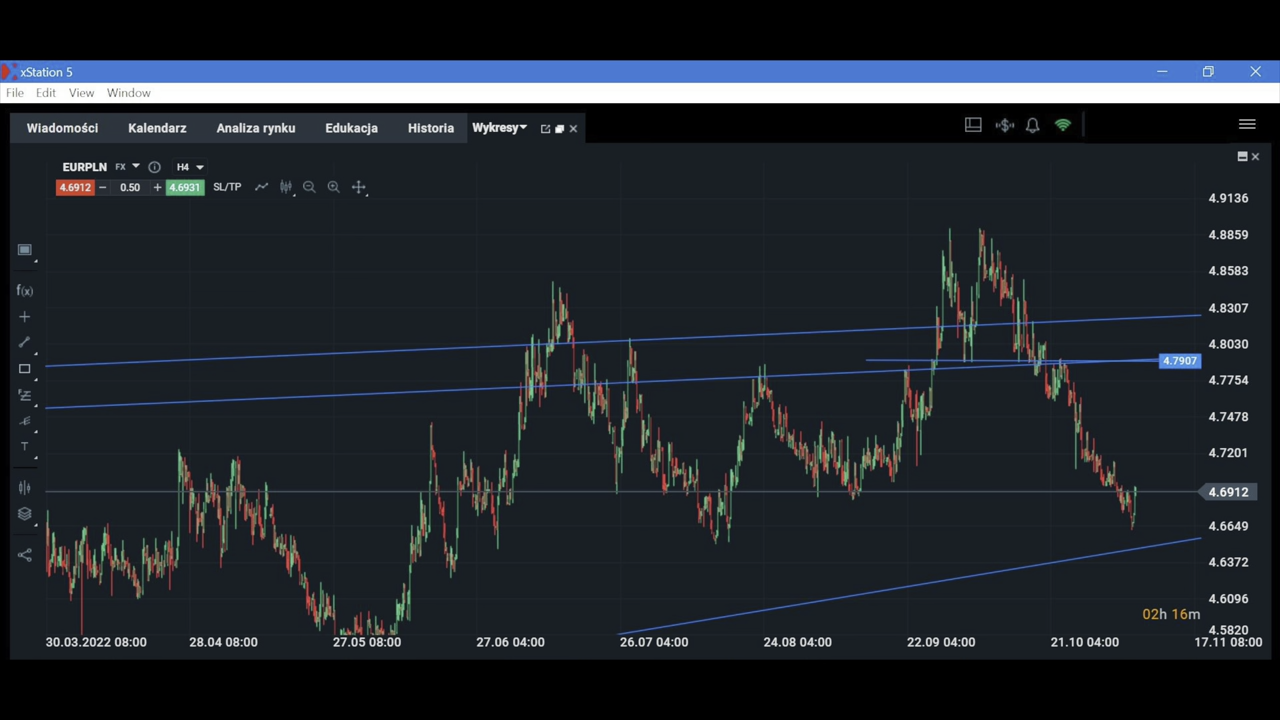 xStation 5
File Edit View Window
Wiadomości Kalendarz Analiza rynku Edukacja Historia Wykresy
EURPLN FX H4
4.6912 − 0.50 + 4.6931 SL/TP
4.9136
4.8859
4.8583
4.8307
4.8030
4.7907
4.7754
4.7478
4.7201
4.6912
4.6649
4.6372
4.6096
02h 16m
4.5820
30.03.2022 08:00 28.04 08:00 27.05 08:00 27.06 04:00 26.07 04:00 24.08 04:00 22.09 04:00 21.10 04:00 17.11 08:00
f(x)
T